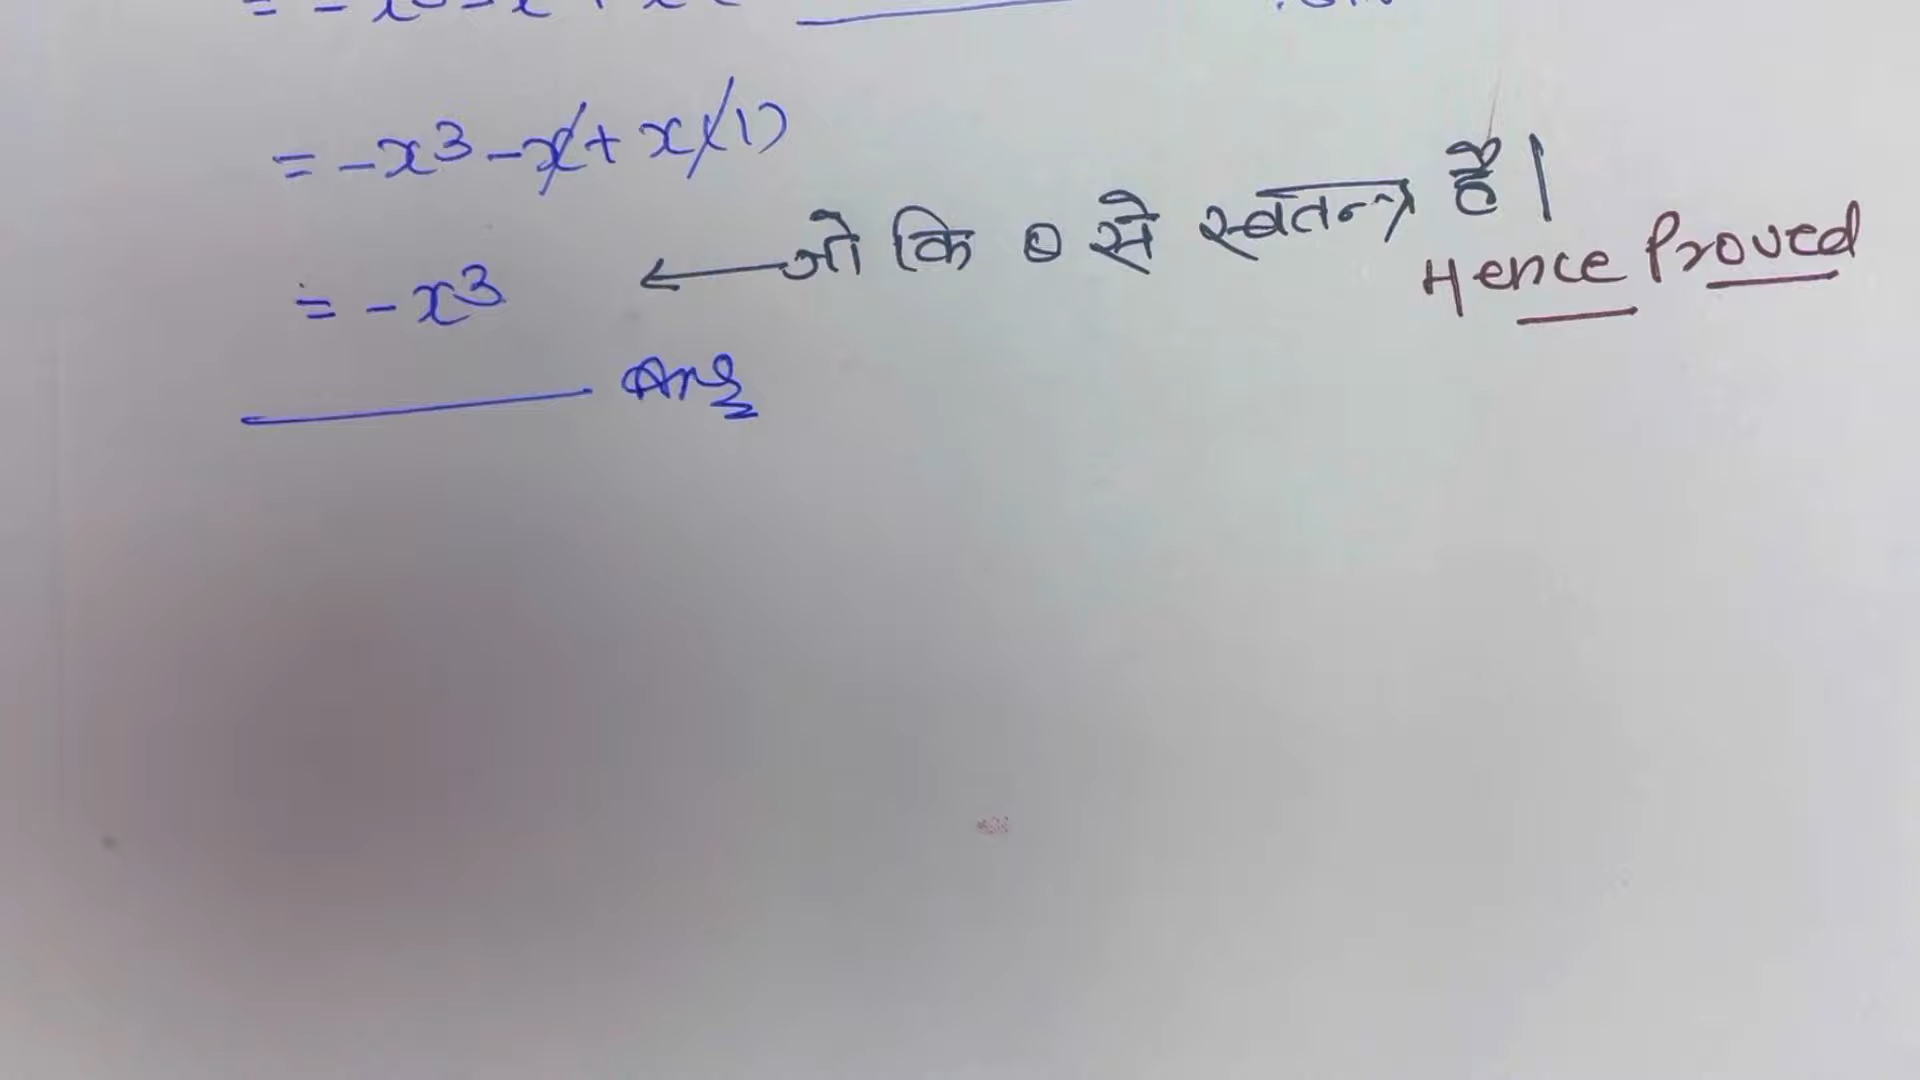 = -x³ - x + x(1)
= -x³ ← जो कि θ से स्वतन्त्र है।
Hence Proved
Ans